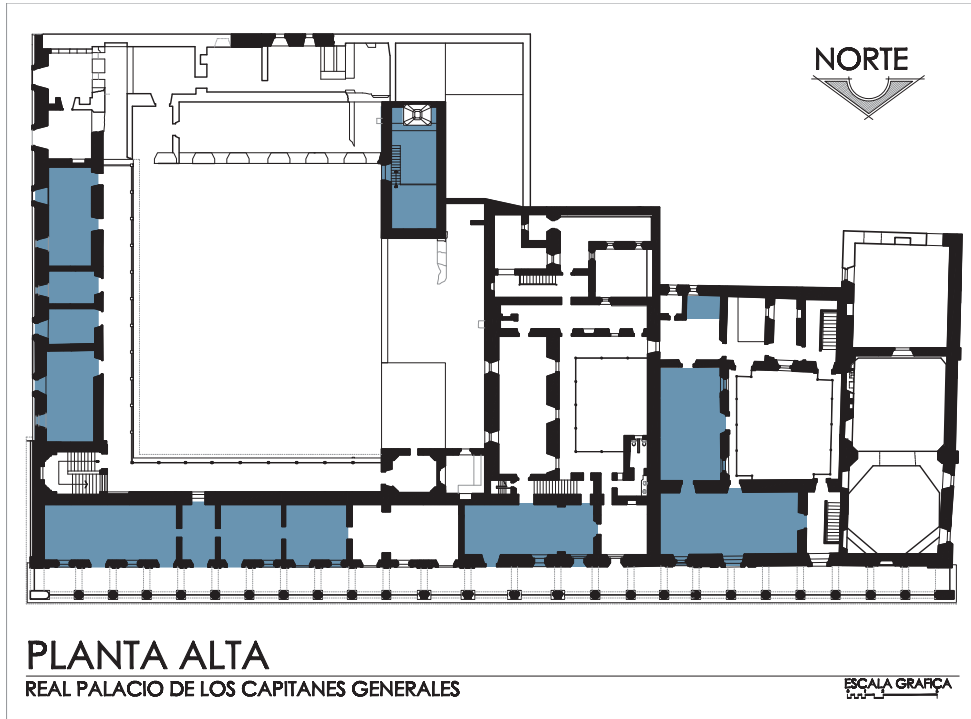 NORTE
PLANTA ALTA
REAL PALACIO DE LOS CAPITANES GENERALES
ESCALA GRAFICA